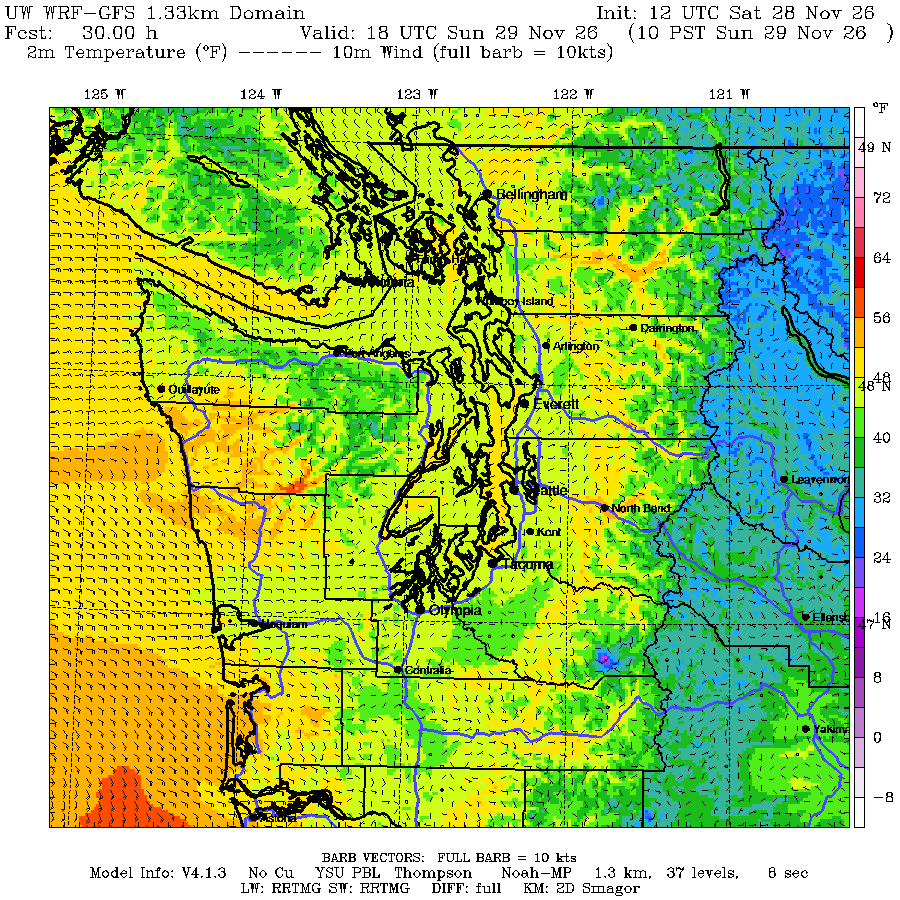 UW WRF-GFS 1.33km Domain Init: 12 UTC Sat 28 Nov 26
Fcst: 30.00 h Valid: 18 UTC Sun 29 Nov 26 (10 PST Sun 29 Nov 26 )
2m Temperature (°F) ------ 10m Wind (full barb = 10kts)
125 W 124 W 123 W 122 W 121 W
°F
49 N
72
Bellingham
64
Island
56
Darrington
Arlington
Port Angeles
48
48 N
Quillayute
Everett
40
Leavenwor
Seattle
32
North Bend
Kent
Tacoma
24
Olympia
16
47 N
Ellensb
Hoquiam
Centralia
8
Yakima
0
Astoria
−8
BARB VECTORS: FULL BARB = 10 kts
Model Info: V4.1.3 No Cu YSU PBL Thompson Noah-MP 1.3 km, 37 levels, 8 sec
LW: RRTMG SW: RRTMG DIFF: full KM: 2D Smagor